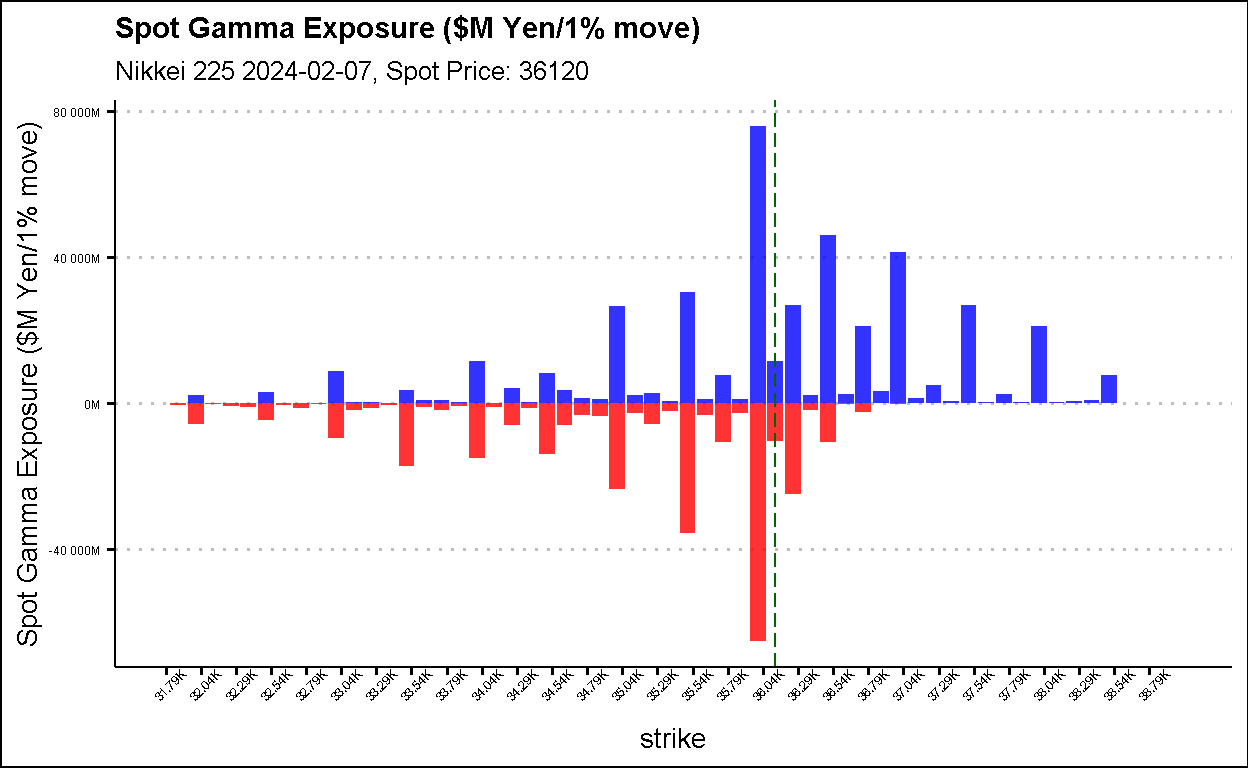 Spot Gamma Exposure ($M Yen/1% move)
Nikkei 225 2024-02-07, Spot Price: 36120
Spot Gamma Exposure ($M Yen/1% move)
80 000M
40 000M
0M
-40 000M
31.79K 32.04K 32.29K 32.54K 32.79K 33.04K 33.29K 33.54K 33.79K 34.04K 34.29K 34.54K 34.79K 35.04K 35.29K 35.54K 35.79K 36.04K 36.29K 36.54K 36.79K 37.04K 37.29K 37.54K 37.79K 38.04K 38.29K 38.54K 38.79K
strike